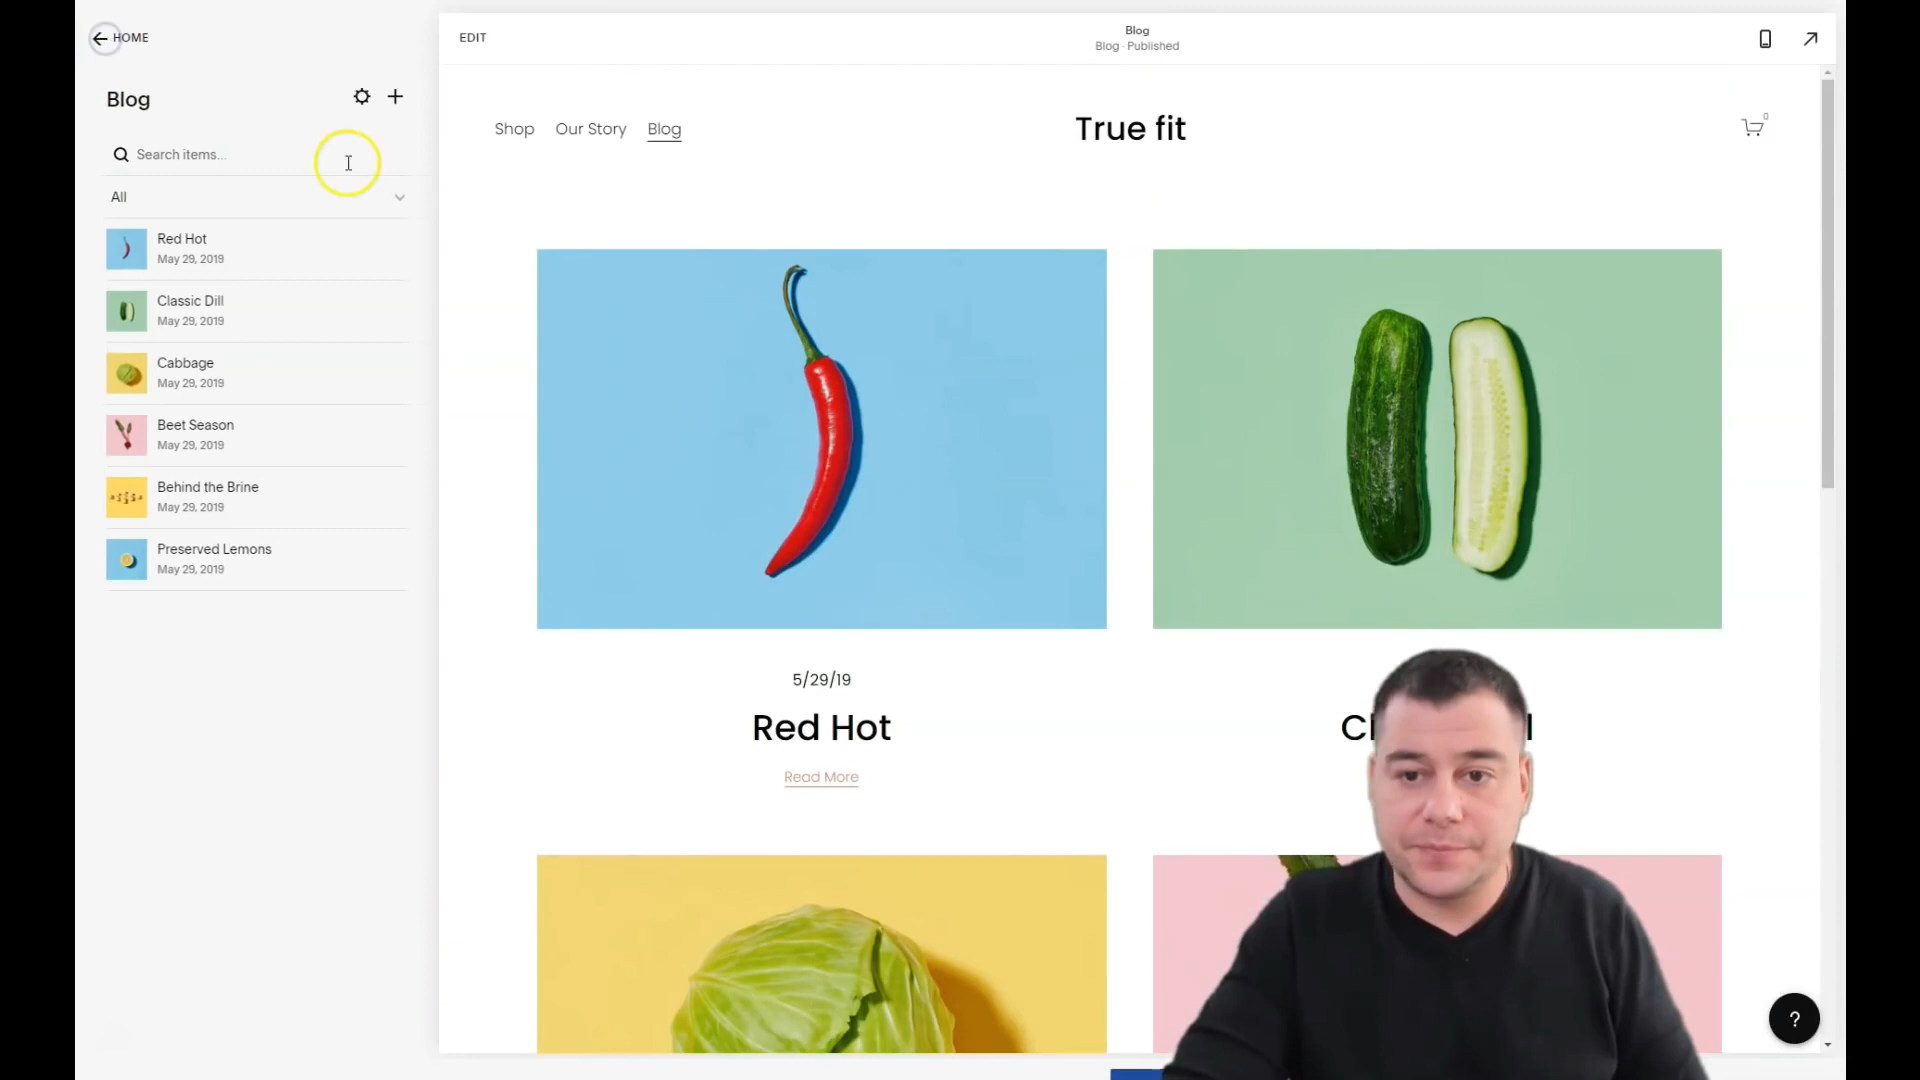 HOME
EDIT
Blog
Blog · Published
Blog
Search items...
All
Red Hot
May 29, 2019
Classic Dill
May 29, 2019
Cabbage
May 29, 2019
Beet Season
May 29, 2019
Behind the Brine
May 29, 2019
Preserved Lemons
May 29, 2019
Shop Our Story Blog
True fit
0
5/29/19
Red Hot
Read More
?